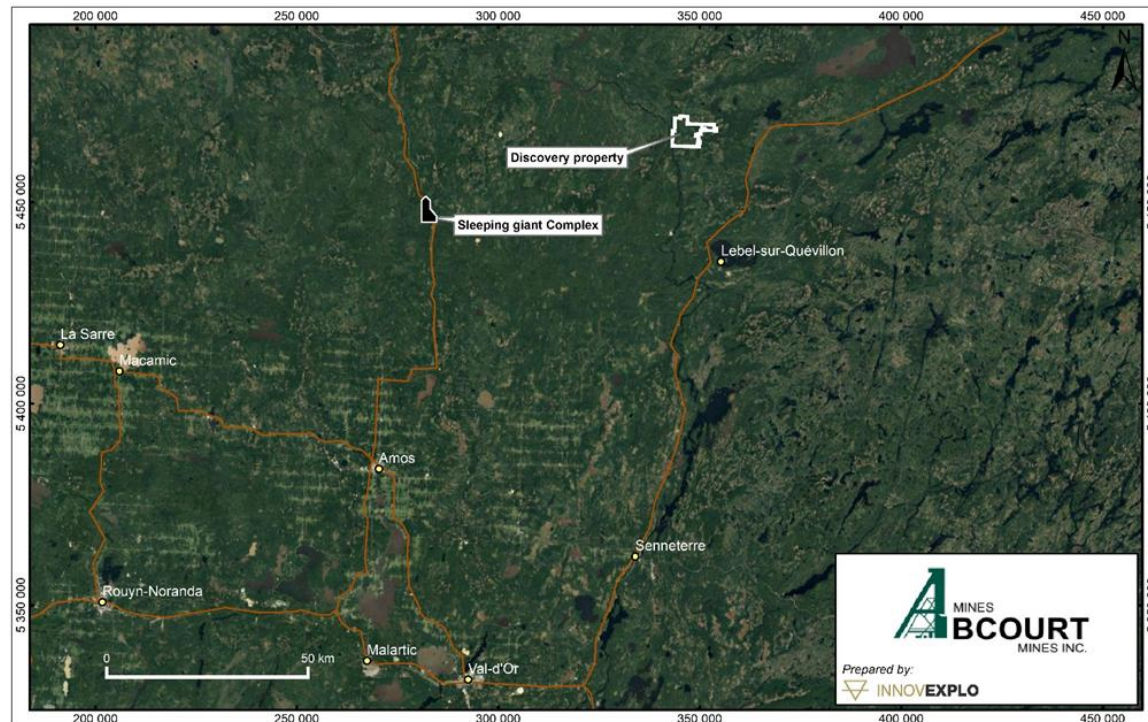 200 000 250 000 300 000 350 000 400 000 450 000
N
Discovery property
5 450 000
Sleeping giant Complex
Lebel-sur-Quévillon
La Sarre
Macamic
5 400 000
Amos
Senneterre
Rouyn-Noranda
5 350 000
Malartic
Val-d'Or
0 50 km
MINES
ABCOURT
MINES INC.
Prepared by:
INNOVEXPLO
200 000 250 000 300 000 350 000 400 000 450 000